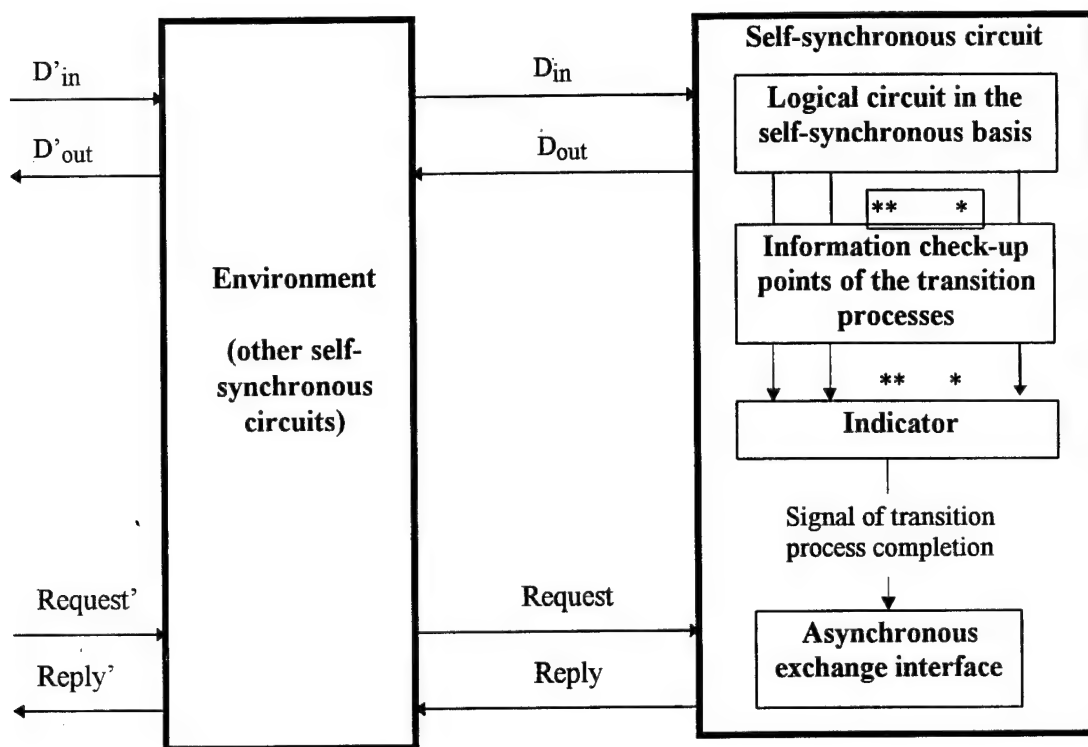 D'in
D'out
Request'
Reply'
Environment
(other self-
synchronous
circuits)
Din
Dout
Request
Reply
Self-synchronous circuit
Logical circuit in the
self-synchronous basis
** *
Information check-up
points of the transition
processes
** *
Indicator
Signal of transition
process completion
Asynchronous
exchange interface